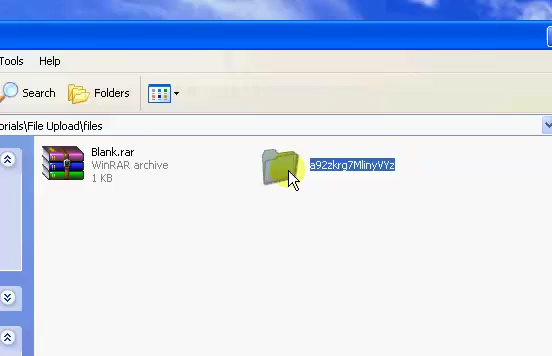 Tools Help
Search Folders
orials\File Upload\files
Blank.rar
WinRAR archive
1 KB
a92zkrg7MlinyVYz